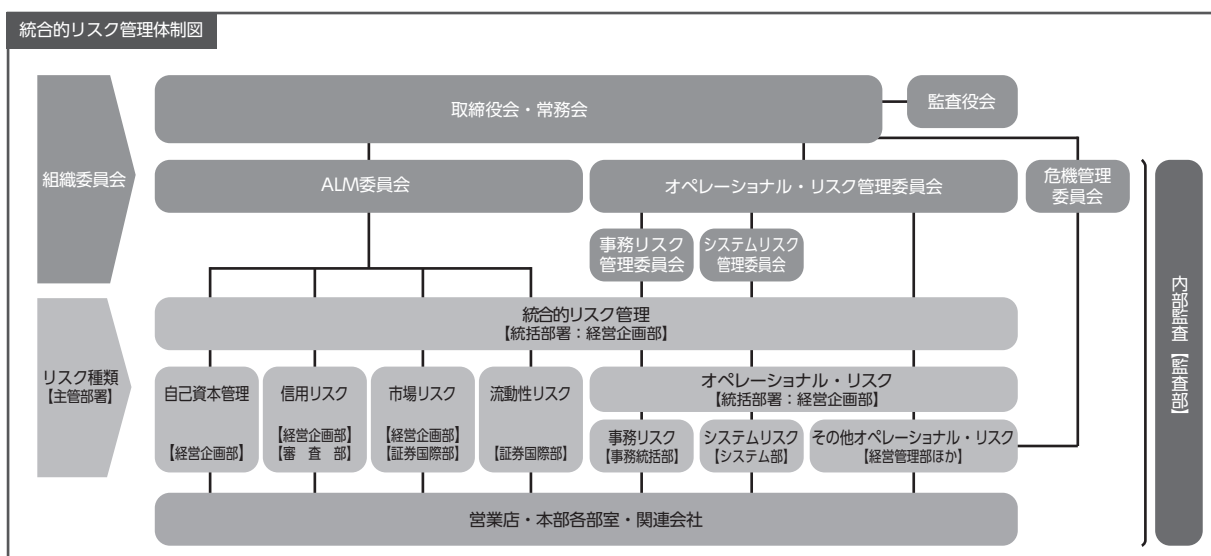 統合的リスク管理体制図
取締役会・常務会
監査役会
組織委員会
ALM委員会
オペレーショナル・リスク管理委員会
危機管理
委員会
事務リスク
管理委員会
システムリスク
管理委員会
統合的リスク管理
【統括部署：経営企画部】
リスク種類
【主管部署】
自己資本管理
【経営企画部】
信用リスク
【経営企画部】
【審　査　部】
市場リスク
【経営企画部】
【証券国際部】
流動性リスク
【証券国際部】
オペレーショナル・リスク
【統括部署：経営企画部】
事務リスク
【事務統括部】
システムリスク
【システム部】
その他オペレーショナル・リスク
【経営管理部ほか】
営業店・本部各部室・関連会社
内部監査【監査部】